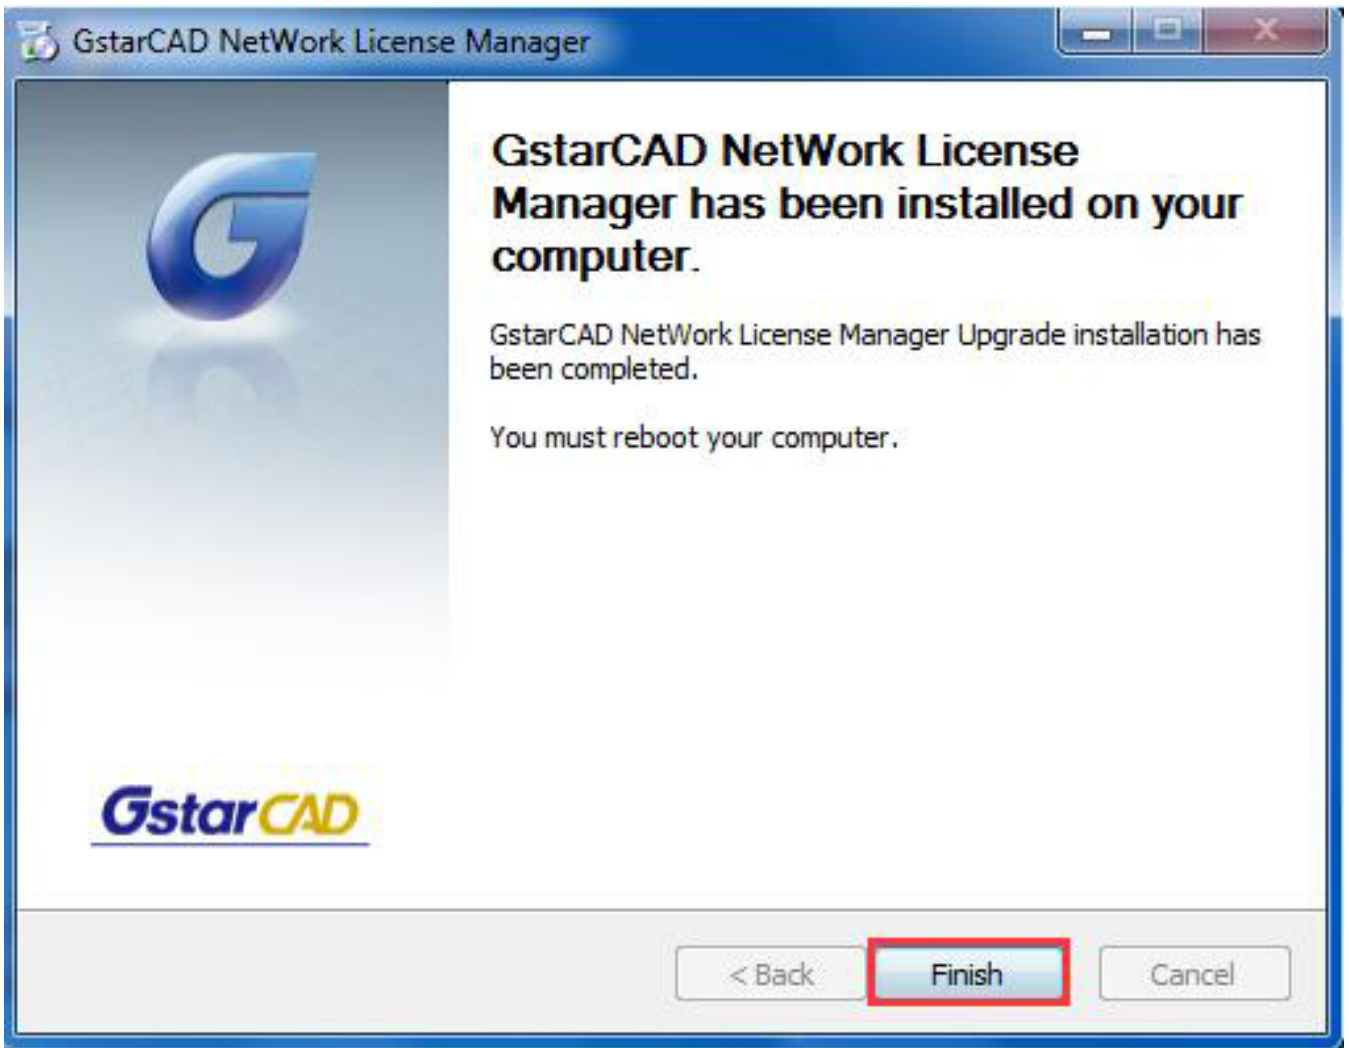 GstarCAD NetWork License Manager
GstarCAD NetWork License
Manager has been installed on your
computer.
GstarCAD NetWork License Manager Upgrade installation has
been completed.
You must reboot your computer.
GstarCAD
< Back
Finish
Cancel